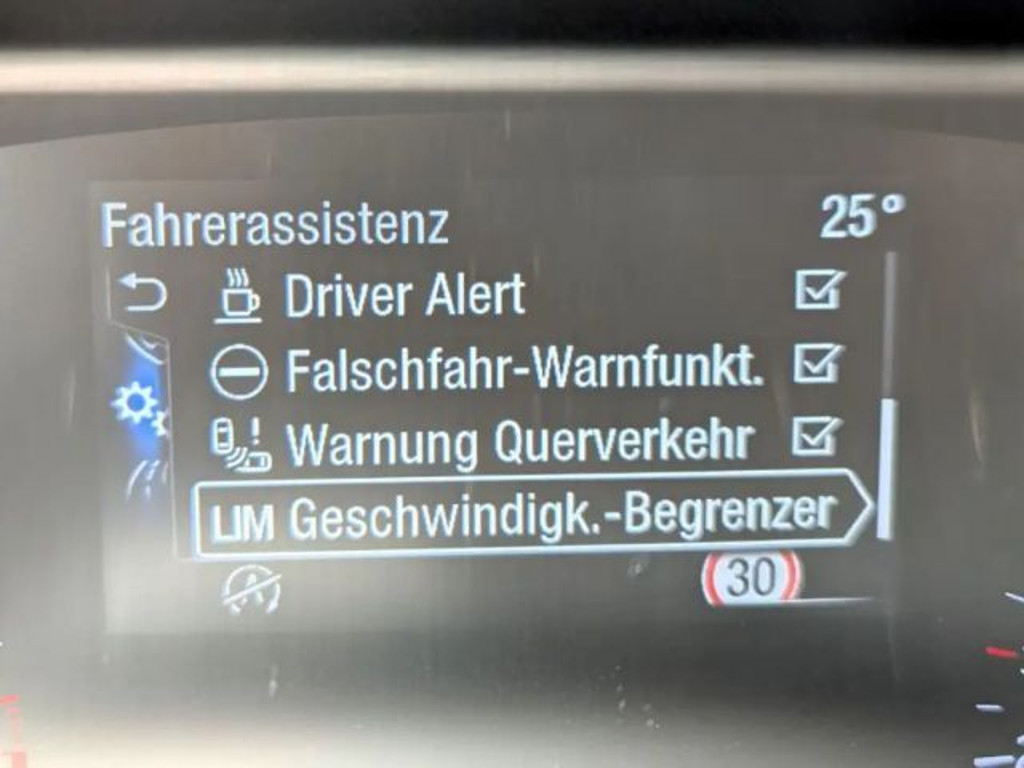 Fahrerassistenz 25°
Driver Alert
Falschfahr-Warnfunkt.
Warnung Querverkehr
LIM Geschwindigk.-Begrenzer
30